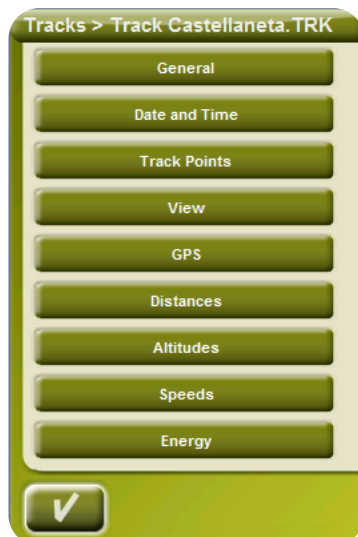 Tracks > Track Castellaneta.TRK
General
Date and Time
Track Points
View
GPS
Distances
Altitudes
Speeds
Energy